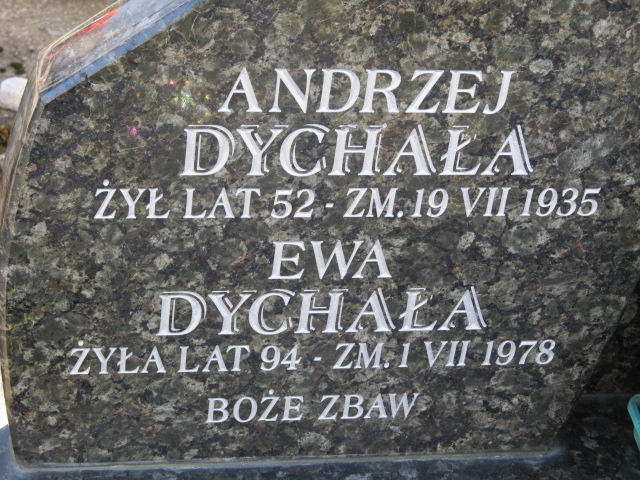 ANDRZEJ
DYCHAŁA
ŻYŁ LAT 52 - ZM. 19 VII 1935
EWA
DYCHAŁA
ŻYŁA LAT 94 - ZM. 1 VII 1978
BOŻE ZBAW